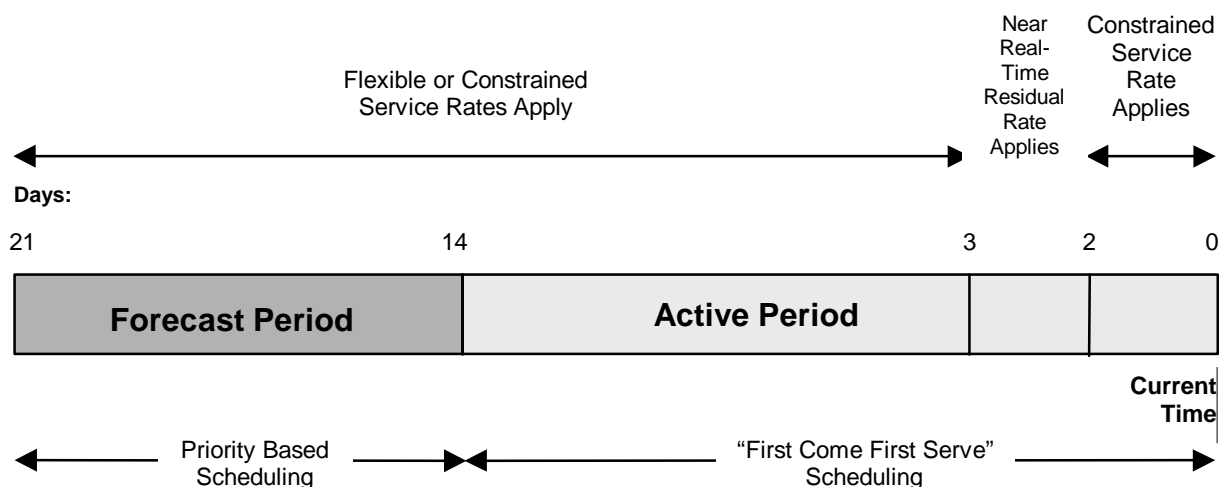 Near
Real-
Time
Residual
Rate
Applies
Constrained
Service
Rate
Applies
Flexible or Constrained
Service Rates Apply
Days:
21 14 3 2 0
Forecast Period
Active Period
Current
Time
Priority Based
Scheduling
“First Come First Serve”
Scheduling